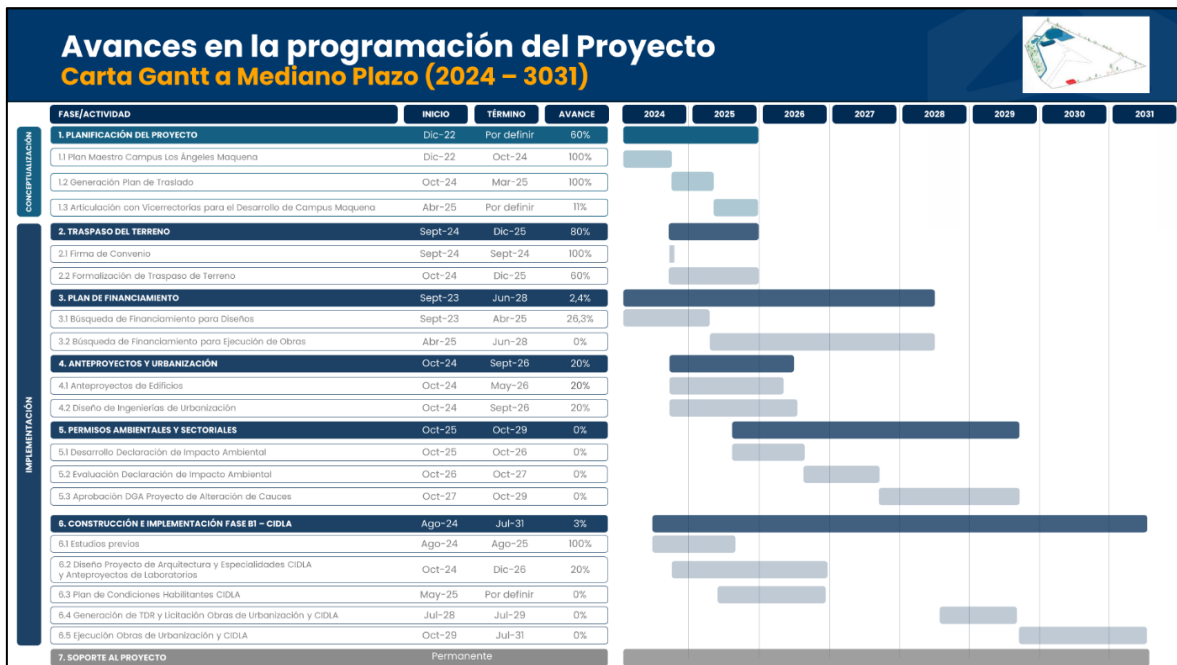 Avances en la programación del Proyecto
Carta Gantt a Mediano Plazo (2024 – 3031)
FASE/ACTIVIDAD INICIO TÉRMINO AVANCE 2024 2025 2026 2027 2028 2029 2030 2031
CONCEPTUALIZACIÓN
1. PLANIFICACIÓN DEL PROYECTO Dic-22 Por definir 60%
1.1 Plan Maestro Campus Los Ángeles Maquena Dic-22 Oct-24 100%
1.2 Generación Plan de Traslado Oct-24 Mar-25 100%
1.3 Articulación con Vicerrectorías para el Desarrollo de Campus Maquena Abr-25 Por definir 11%
IMPLEMENTACIÓN
2. TRASPASO DEL TERRENO Sept-24 Dic-25 80%
2.1 Firma de Convenio Sept-24 Sept-24 100%
2.2 Formalización de Traspaso de Terreno Oct-24 Dic-25 60%
3. PLAN DE FINANCIAMIENTO Sept-23 Jun-28 2,4%
3.1 Búsqueda de Financiamiento para Diseños Sept-23 Abr-25 26,3%
3.2 Búsqueda de Financiamiento para Ejecución de Obras Abr-25 Jun-28 0%
4. ANTEPROYECTOS Y URBANIZACIÓN Oct-24 Sept-26 20%
4.1 Anteproyectos de Edificios Oct-24 May-26 20%
4.2 Diseño de Ingenierías de Urbanización Oct-24 Sept-26 20%
5. PERMISOS AMBIENTALES Y SECTORIALES Oct-25 Oct-29 0%
5.1 Desarrollo Declaración de Impacto Ambiental Oct-25 Oct-26 0%
5.2 Evaluación Declaración de Impacto Ambiental Oct-26 Oct-27 0%
5.3 Aprobación DGA Proyecto de Alteración de Cauces Oct-27 Oct-29 0%
6. CONSTRUCCIÓN E IMPLEMENTACIÓN FASE B1 – CIDLA Ago-24 Jul-31 3%
6.1 Estudios previos Ago-24 Ago-25 100%
6.2 Diseño Proyecto de Arquitectura y Especialidades CIDLA
y Anteproyectos de Laboratorios Oct-24 Dic-26 20%
6.3 Plan de Condiciones Habilitantes CIDLA May-25 Por definir 0%
6.4 Generación de TDR y Licitación Obras de Urbanización y CIDLA Jul-28 Jul-29 0%
6.5 Ejecución Obras de Urbanización y CIDLA Oct-29 Jul-31 0%
7. SOPORTE AL PROYECTO Permanente